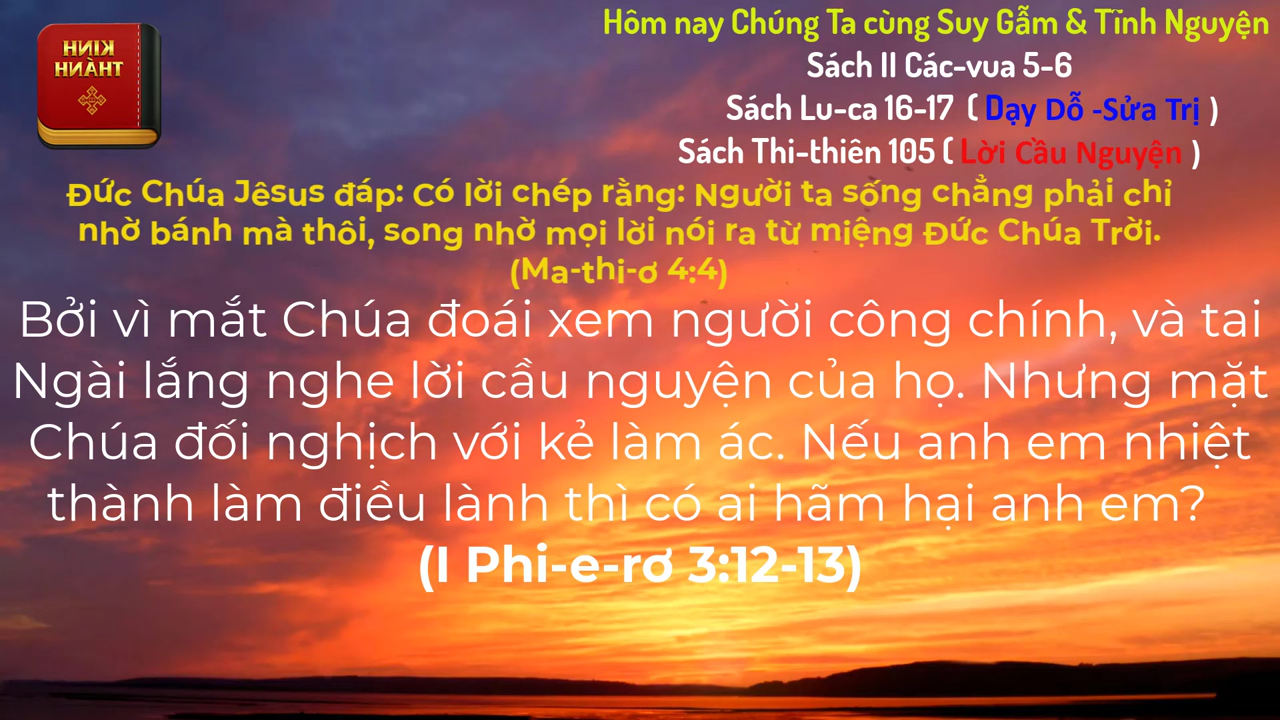 KINH
THÀNH
Hôm nay Chúng Ta cùng Suy Gẫm & Tĩnh Nguyện
Sách II Các-vua 5-6
Sách Lu-ca 16-17 ( Dạy Dỗ -Sửa Trị )
Sách Thi-thiên 105 ( Lời Cầu Nguyện )
Đức Chúa Jêsus đáp: Có lời chép rằng: Người ta sống chẳng phải chỉ
nhờ bánh mà thôi, song nhờ mọi lời nói ra từ miệng Đức Chúa Trời.
(Ma-thi-ơ 4:4)
Bởi vì mắt Chúa đoái xem người công chính, và tai
Ngài lắng nghe lời cầu nguyện của họ. Nhưng mặt
Chúa đối nghịch với kẻ làm ác. Nếu anh em nhiệt
thành làm điều lành thì có ai hãm hại anh em?
(I Phi-e-rơ 3:12-13)